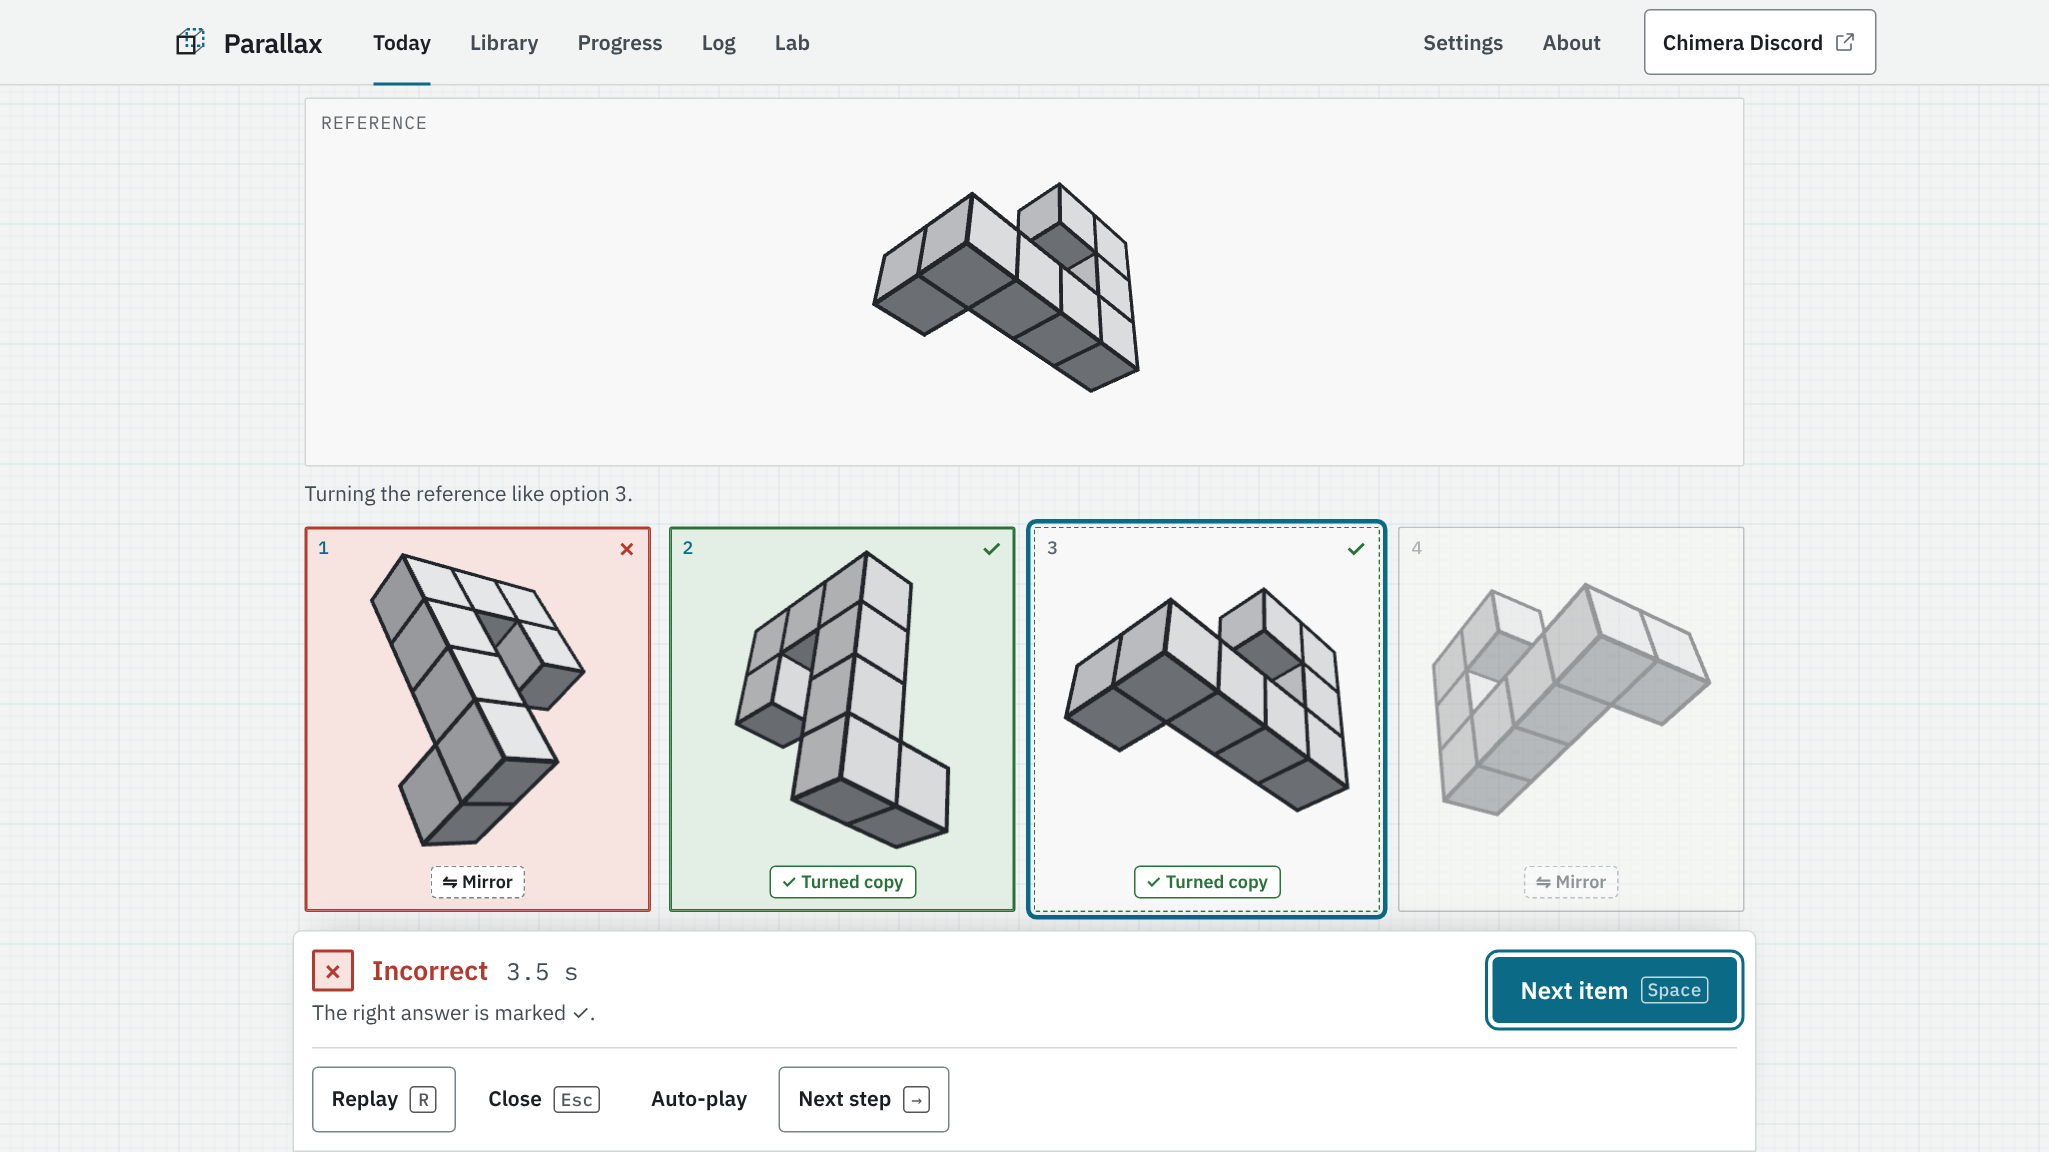 Parallax Today Library Progress Log Lab Settings About Chimera Discord
REFERENCE
Turning the reference like option 3.
1 2 3 4
⇋ Mirror ✓ Turned copy ✓ Turned copy ⇋ Mirror
Incorrect 3.5 s
The right answer is marked ✓.
Next item Space
Replay R Close Esc Auto-play Next step →